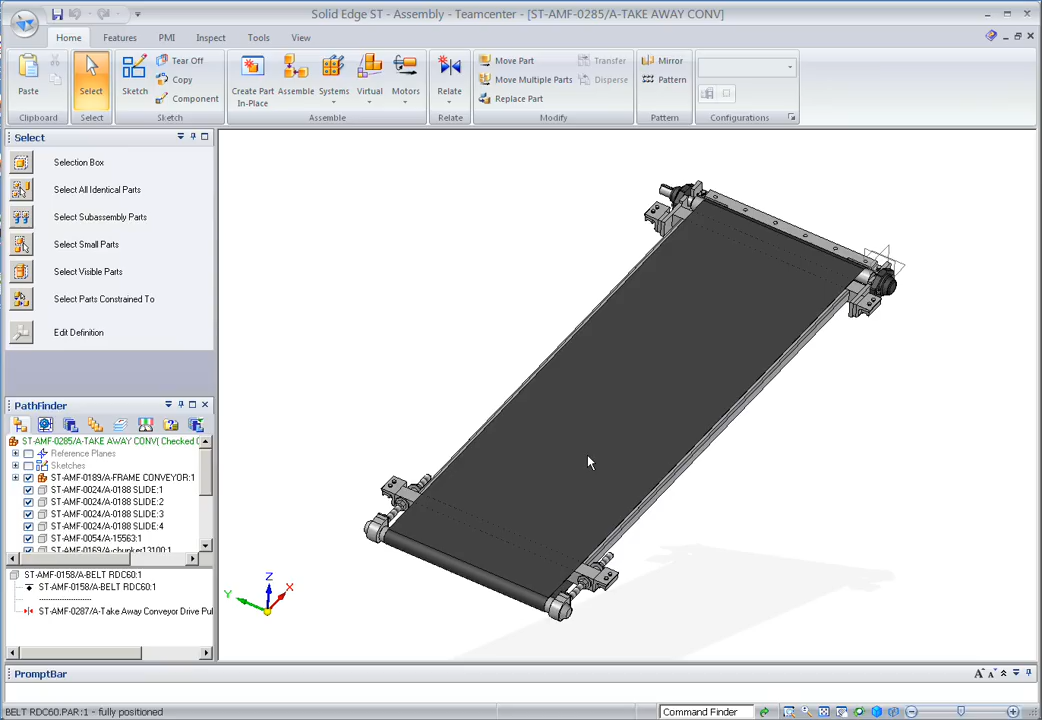 Solid Edge ST - Assembly - Teamcenter - [ST-AMF-0285/A-TAKE AWAY CONV]
Home Features PMI Inspect Tools View
Paste
Clipboard
Select
Select
Sketch
Tear Off
Copy
Component
Sketch
Create Part In-Place
Assemble
Systems
Virtual
Motors
Assemble
Relate
Relate
Move Part
Transfer
Move Multiple Parts
Disperse
Replace Part
Modify
Mirror
Pattern
Pattern
Configurations
Select
Selection Box
Select All Identical Parts
Select Subassembly Parts
Select Small Parts
Select Visible Parts
Select Parts Constrained To
Edit Definition
PathFinder
ST-AMF-0285/A-TAKE AWAY CONV( Checked O
Reference Planes
Sketches
ST-AMF-0189/A-FRAME CONVEYOR:1
ST-AMF-0024/A-0188 SLIDE:1
ST-AMF-0024/A-0188 SLIDE:2
ST-AMF-0024/A-0188 SLIDE:3
ST-AMF-0024/A-0188 SLIDE:4
ST-AMF-0054/A-15563:1
ST-AMF-0169/A-chunker13100:1
ST-AMF-0158/A-BELT RDC60:1
ST-AMF-0158/A-BELT RDC60:1
ST-AMF-0287/A-Take Away Conveyor Drive Pul
Z
X
Y
PromptBar
BELT RDC60.PAR:1 - fully positioned
Command Finder